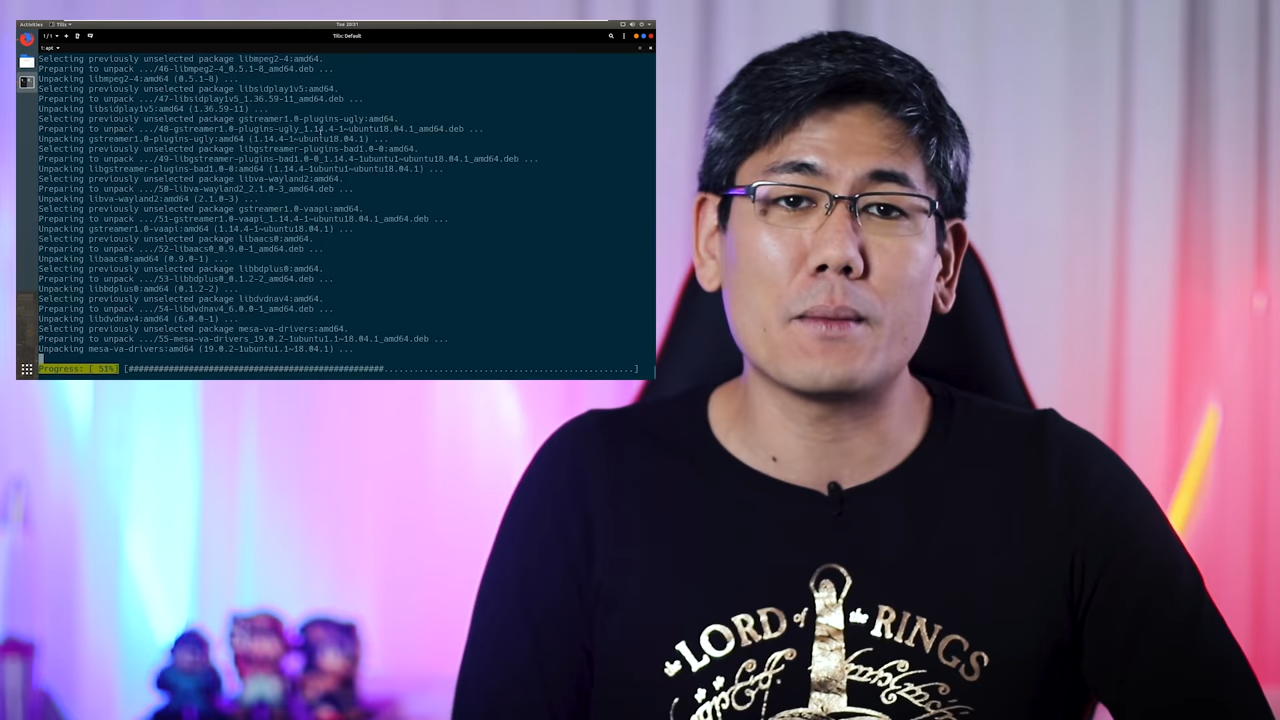 Activities Tilix Tue 20:31
1/1 + Tilix: Default
1: apt
Selecting previously unselected package libmpeg2-4:amd64.
Preparing to unpack .../46-libmpeg2-4_0.5.1-8_amd64.deb ...
Unpacking libmpeg2-4:amd64 (0.5.1-8) ...
Selecting previously unselected package libsidplay1v5:amd64.
Preparing to unpack .../47-libsidplay1v5_1.36.59-11_amd64.deb ...
Unpacking libsidplay1v5:amd64 (1.36.59-11) ...
Selecting previously unselected package gstreamer1.0-plugins-ugly:amd64.
Preparing to unpack .../48-gstreamer1.0-plugins-ugly_1.14.4-1~ubuntu18.04.1_amd64.deb ...
Unpacking gstreamer1.0-plugins-ugly:amd64 (1.14.4-1~ubuntu18.04.1) ...
Selecting previously unselected package libgstreamer-plugins-bad1.0-0:amd64.
Preparing to unpack .../49-libgstreamer-plugins-bad1.0-0_1.14.4-1ubuntu1~ubuntu18.04.1_amd64.deb ...
Unpacking libgstreamer-plugins-bad1.0-0:amd64 (1.14.4-1ubuntu1~ubuntu18.04.1) ...
Selecting previously unselected package libva-wayland2:amd64.
Preparing to unpack .../50-libva-wayland2_2.1.0-3_amd64.deb ...
Unpacking libva-wayland2:amd64 (2.1.0-3) ...
Selecting previously unselected package gstreamer1.0-vaapi:amd64.
Preparing to unpack .../51-gstreamer1.0-vaapi_1.14.4-1~ubuntu18.04.1_amd64.deb ...
Unpacking gstreamer1.0-vaapi:amd64 (1.14.4-1~ubuntu18.04.1) ...
Selecting previously unselected package libaacs0:amd64.
Preparing to unpack .../52-libaacs0_0.9.0-1_amd64.deb ...
Unpacking libaacs0:amd64 (0.9.0-1) ...
Selecting previously unselected package libbdplus0:amd64.
Preparing to unpack .../53-libbdplus0_0.1.2-2_amd64.deb ...
Unpacking libbdplus0:amd64 (0.1.2-2) ...
Selecting previously unselected package libdvdnav4:amd64.
Preparing to unpack .../54-libdvdnav4_6.0.0-1_amd64.deb ...
Unpacking libdvdnav4:amd64 (6.0.0-1) ...
Selecting previously unselected package mesa-va-drivers:amd64.
Preparing to unpack .../55-mesa-va-drivers_19.0.2-1ubuntu1.1~18.04.1_amd64.deb ...
Unpacking mesa-va-drivers:amd64 (19.0.2-1ubuntu1.1~18.04.1) ...
Progress: [ 51%] [###################################################..................................................]
LORD of the RINGS